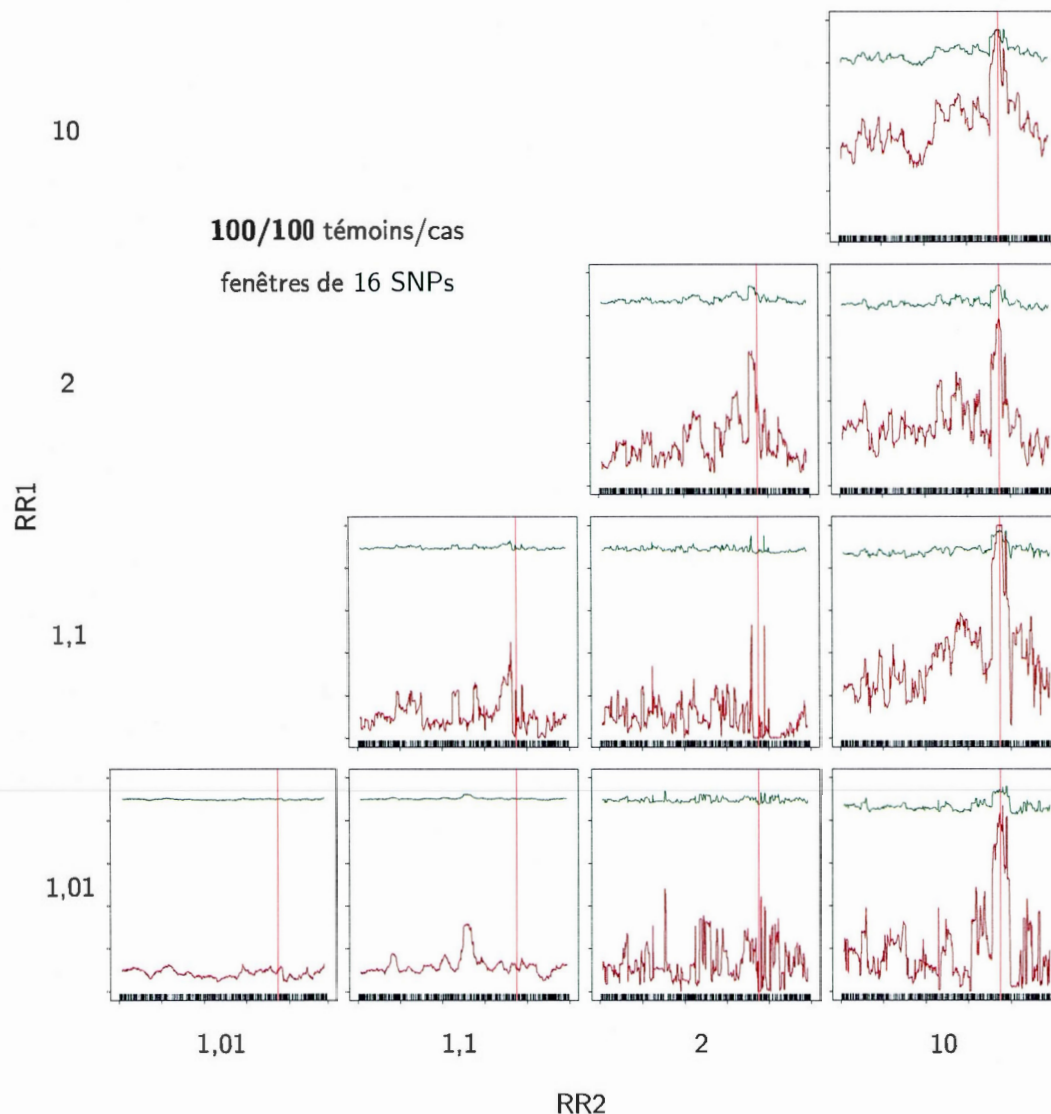 10
100/100 témoins/cas
fenêtres de 16 SNPs
2
RR1
1,1
1,01
1,01 1,1 2 10
RR2